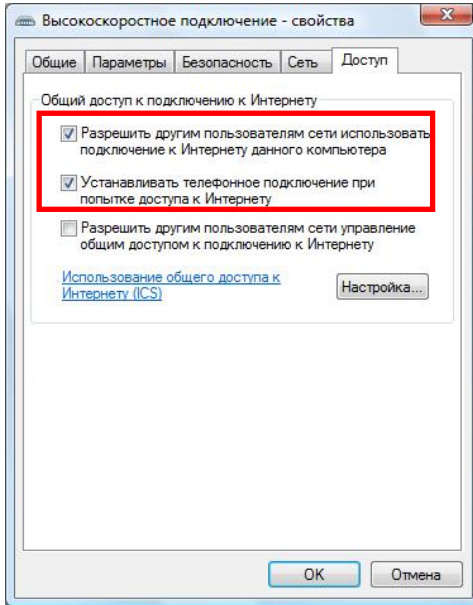 Высокоскоростное подключение - свойства
Общие Параметры Безопасность Сеть Доступ
Общий доступ к подключению к Интернету
Разрешить другим пользователям сети использовать
подключение к Интернету данного компьютера
Устанавливать телефонное подключение при
попытке доступа к Интернету
Разрешить другим пользователям сети управление
общим доступом к подключению к Интернету
Использование общего доступа к
Интернету (ICS)
Настройка...
OK Отмена